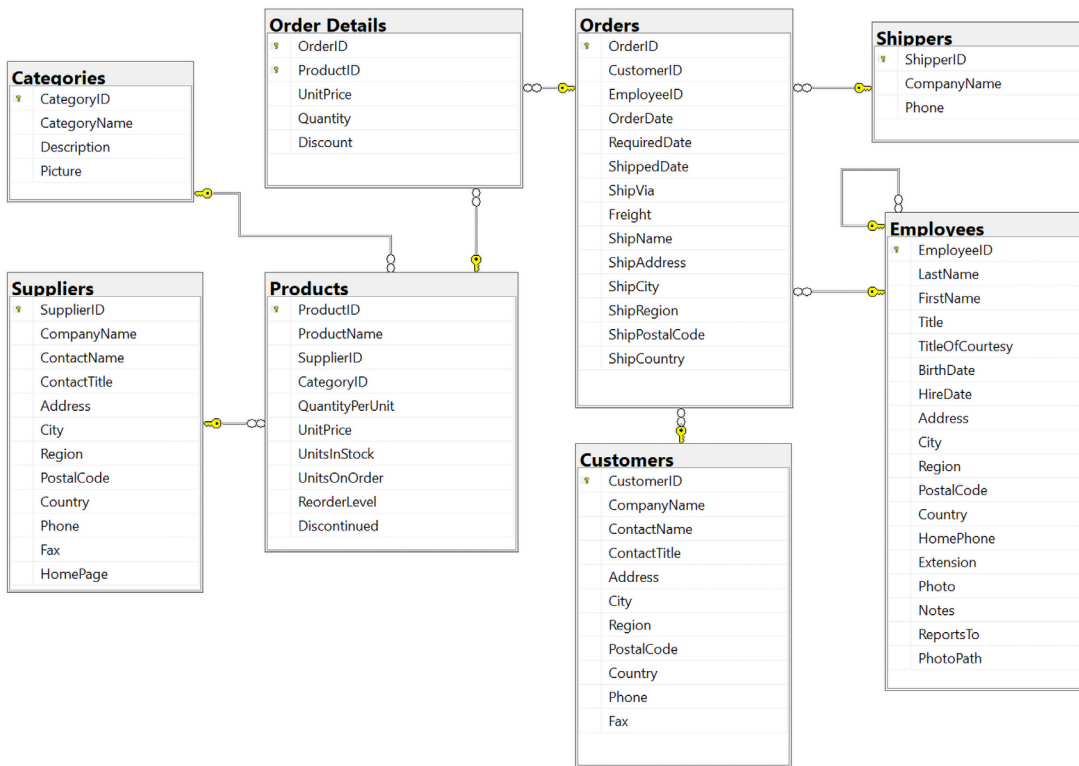 Categories
CategoryID
CategoryName
Description
Picture
Order Details
OrderID
ProductID
UnitPrice
Quantity
Discount
Orders
OrderID
CustomerID
EmployeeID
OrderDate
RequiredDate
ShippedDate
ShipVia
Freight
ShipName
ShipAddress
ShipCity
ShipRegion
ShipPostalCode
ShipCountry
Shippers
ShipperID
CompanyName
Phone
Employees
EmployeeID
LastName
FirstName
Title
TitleOfCourtesy
BirthDate
HireDate
Address
City
Region
PostalCode
Country
HomePhone
Extension
Photo
Notes
ReportsTo
PhotoPath
Suppliers
SupplierID
CompanyName
ContactName
ContactTitle
Address
City
Region
PostalCode
Country
Phone
Fax
HomePage
Products
ProductID
ProductName
SupplierID
CategoryID
QuantityPerUnit
UnitPrice
UnitsInStock
UnitsOnOrder
ReorderLevel
Discontinued
Customers
CustomerID
CompanyName
ContactName
ContactTitle
Address
City
Region
PostalCode
Country
Phone
Fax